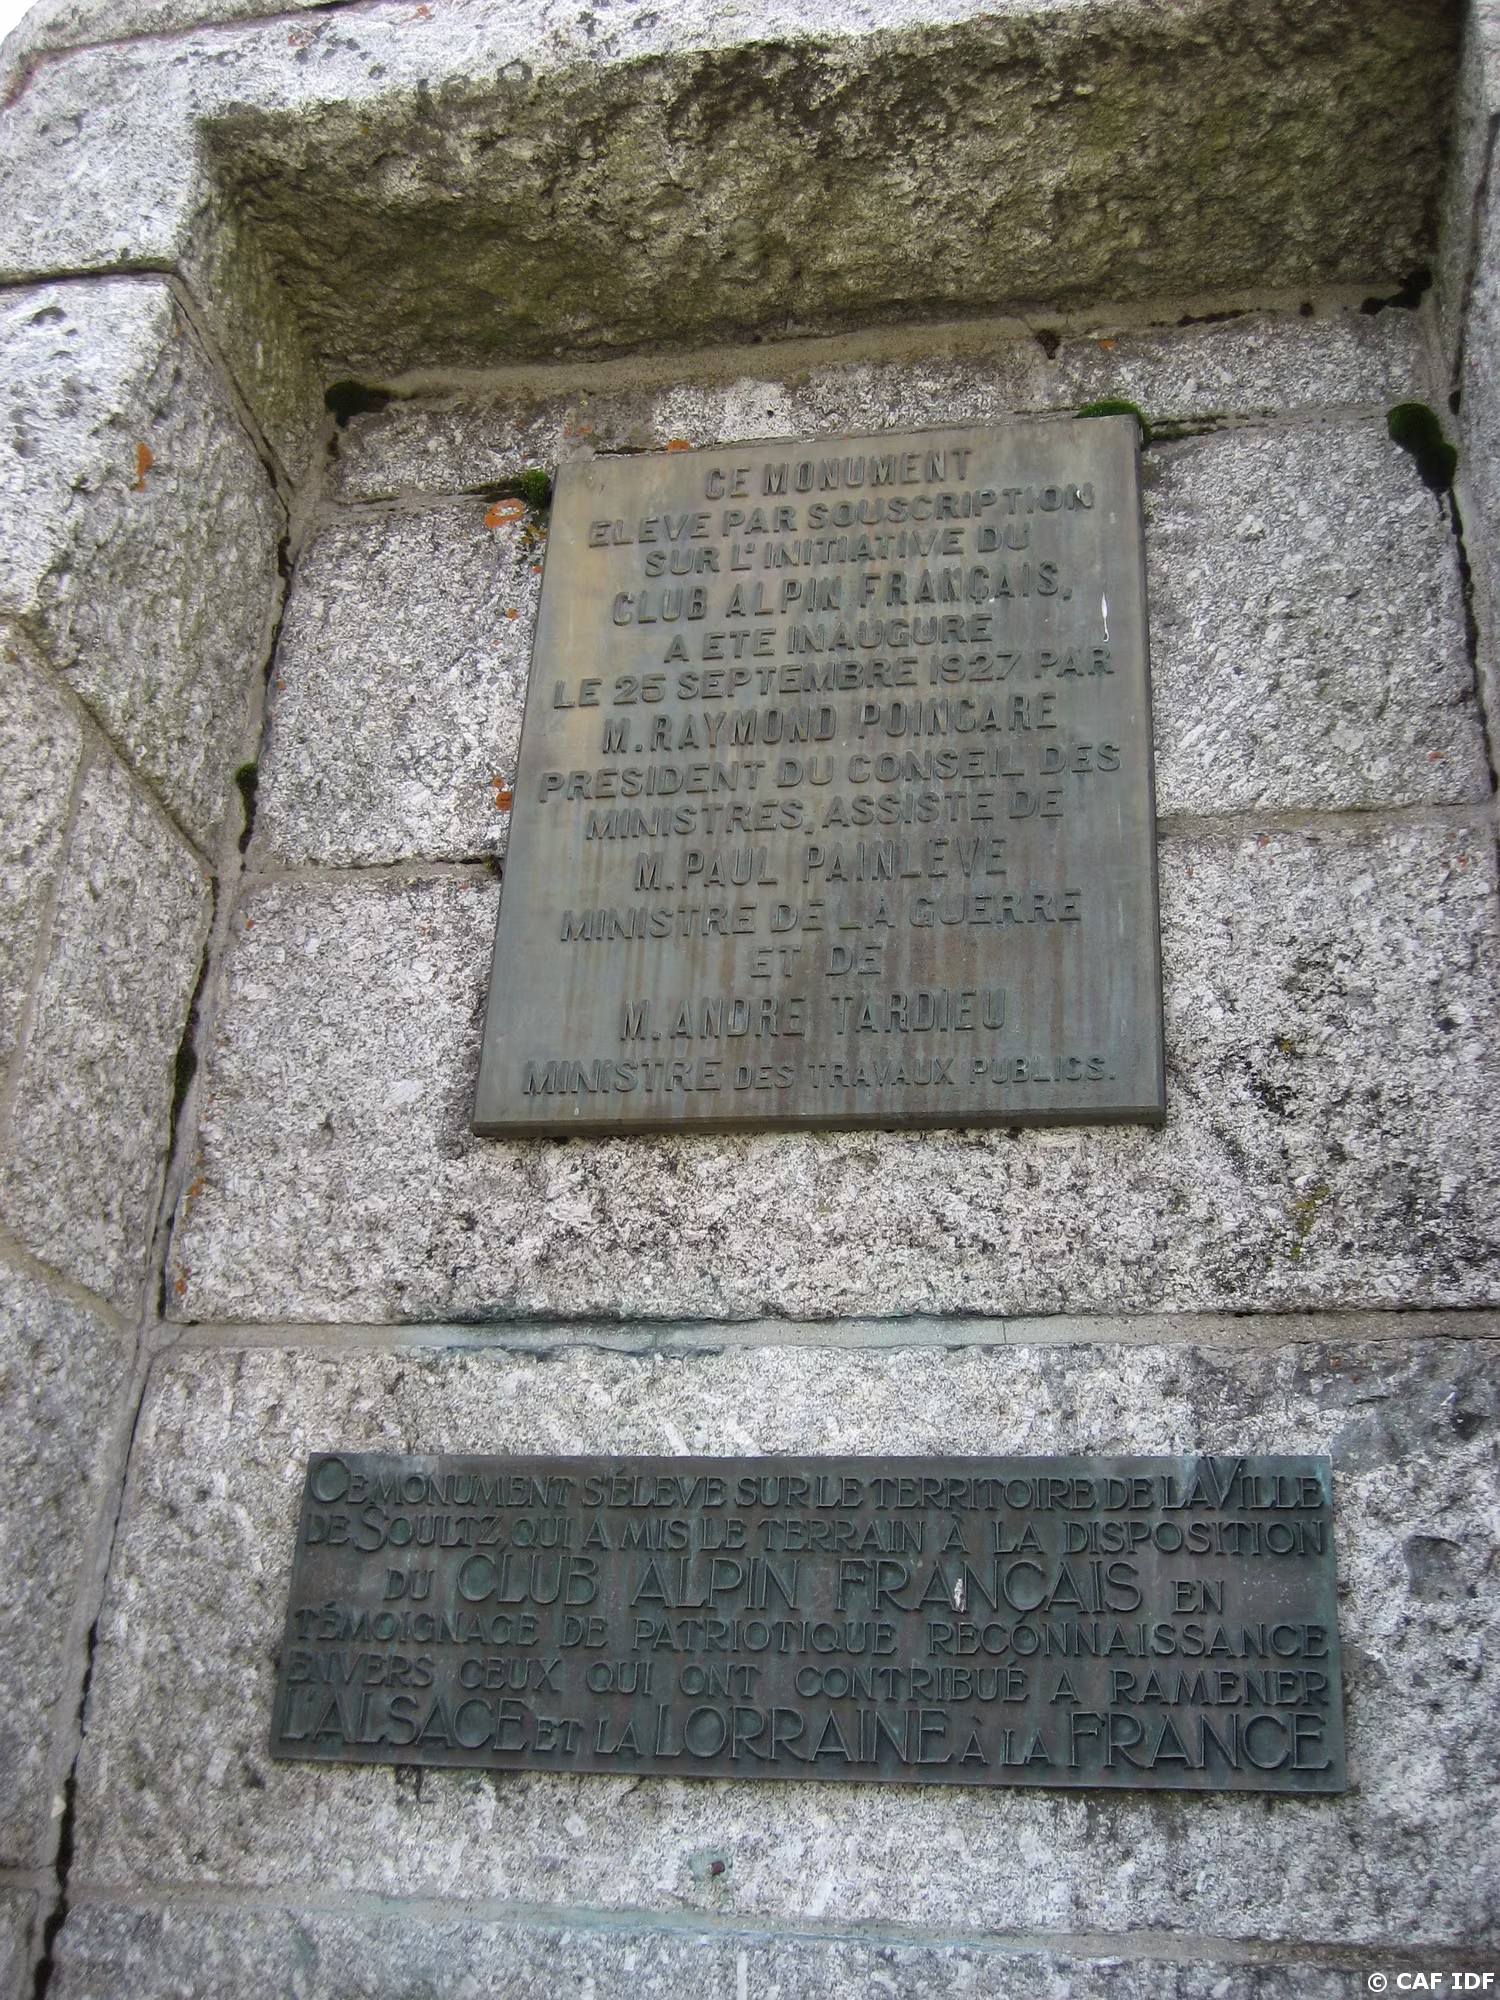 CE MONUMENT
ELEVE PAR SOUSCRIPTION
SUR L'INITIATIVE DU
CLUB ALPIN FRANÇAIS,
A ETE INAUGURE
LE 25 SEPTEMBRE 1927 PAR
M. RAYMOND POINCARE
PRESIDENT DU CONSEIL DES
MINISTRES, ASSISTE DE
M. PAUL PAINLEVE
MINISTRE DE LA GUERRE
ET DE
M. ANDRE TARDIEU
MINISTRE DES TRAVAUX PUBLICS.
CE MONUMENT S'ÉLEVE SUR LE TERRITOIRE DE LA VILLE
DE SOULTZ, QUI A MIS LE TERRAIN À LA DISPOSITION
DU CLUB ALPIN FRANÇAIS EN
TÉMOIGNAGE DE PATRIOTIQUE RECONNAISSANCE
ENVERS CEUX QUI ONT CONTRIBUÉ A RAMENER
L'ALSACE ET LA LORRAINE À LA FRANCE
© CAF IDF